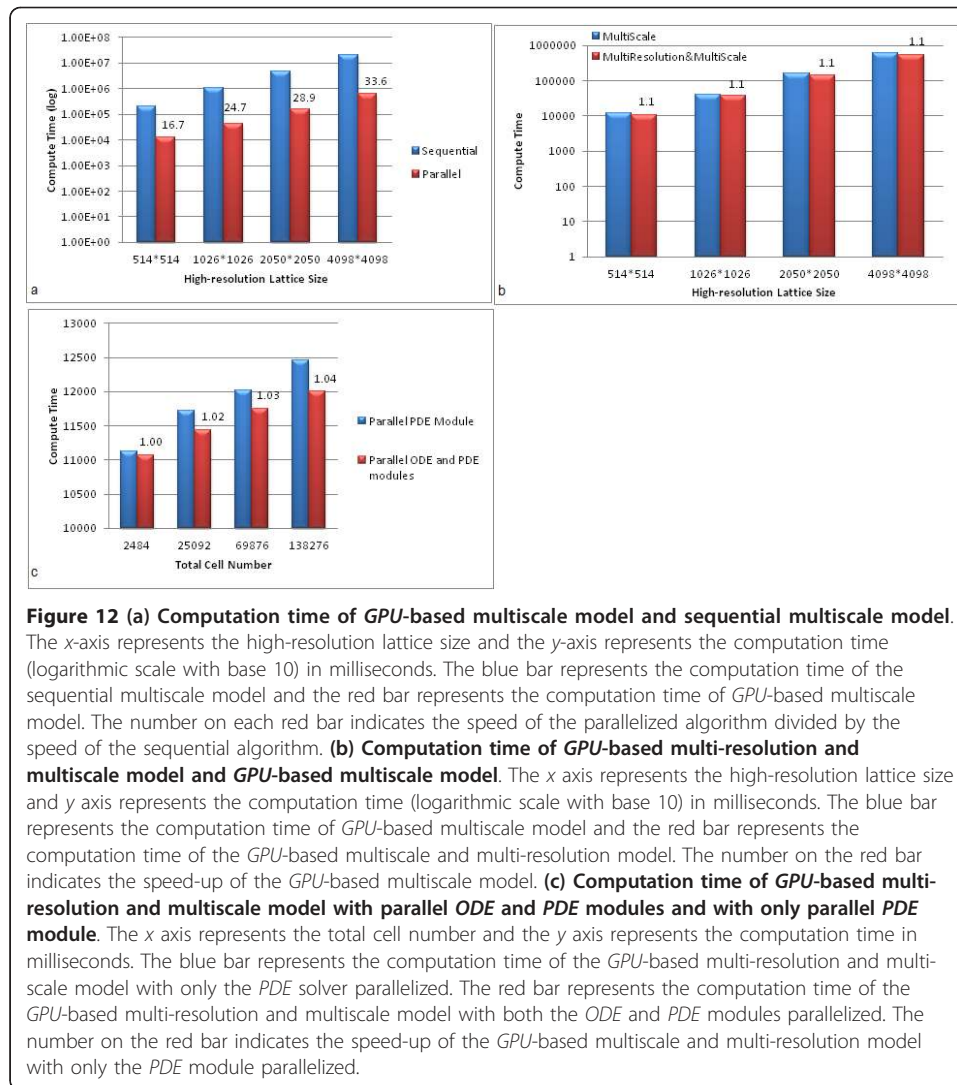 1.00E+08
1.00E+07
1.00E+06
1.00E+05
1.00E+04
1.00E+03
1.00E+02
1.00E+01
1.00E+00
Compute Time (log)
16.7
24.7
28.9
33.6
514*514
1026*1026
2050*2050
4098*4098
High-resolution Lattice Size
Sequential
Parallel
a
1000000
100000
10000
1000
100
10
1
Compute Time
MultiScale
MultiResolution&MultiScale
1.1
1.1
1.1
1.1
514*514
1026*1026
2050*2050
4098*4098
High-resolution Lattice Size
b
13000
12500
12000
11500
11000
10500
10000
Compute Time
1.00
1.02
1.03
1.04
2484
25092
69876
138276
Total Cell Number
Parallel PDE Module
Parallel ODE and PDE
modules
c
Figure 12 (a) Computation time of GPU-based multiscale model and sequential multiscale model.
The x-axis represents the high-resolution lattice size and the y-axis represents the computation time
(logarithmic scale with base 10) in milliseconds. The blue bar represents the computation time of the
sequential multiscale model and the red bar represents the computation time of GPU-based multiscale
model. The number on each red bar indicates the speed of the parallelized algorithm divided by the
speed of the sequential algorithm. (b) Computation time of GPU-based multi-resolution and
multiscale model and GPU-based multiscale model. The x axis represents the high-resolution lattice size
and y axis represents the computation time (logarithmic scale with base 10) in milliseconds. The blue bar
represents the computation time of GPU-based multiscale model and the red bar represents the
computation time of the GPU-based multiscale and multi-resolution model. The number on the red bar
indicates the speed-up of the GPU-based multiscale model. (c) Computation time of GPU-based multi-
resolution and multiscale model with parallel ODE and PDE modules and with only parallel PDE
module. The x axis represents the total cell number and the y axis represents the computation time in
milliseconds. The blue bar represents the computation time of the GPU-based multi-resolution and multi-
scale model with only the PDE solver parallelized. The red bar represents the computation time of the
GPU-based multi-resolution and multiscale model with both the ODE and PDE modules parallelized. The
number on the red bar indicates the speed-up of the GPU-based multiscale and multi-resolution model
with only the PDE module parallelized.